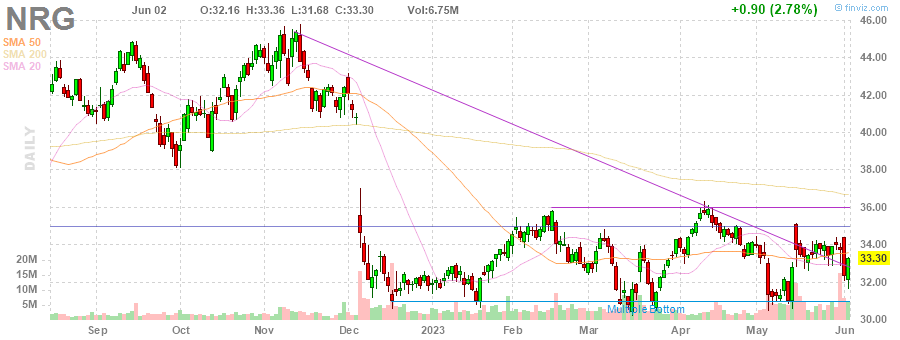 NRG Jun 02 O:32.16 H:33.36 L:31.68 C:33.30 Vol:6.75M +0.90 (2.78%) © finviz.com
SMA 50
SMA 200
SMA 20
DAILY
46.00
44.00
42.00
40.00
38.00
36.00
34.00
33.30
32.00
30.00
20M
15M
10M
5M
Multiple Bottom
Sep Oct Nov Dec 2023 Feb Mar Apr May Jun